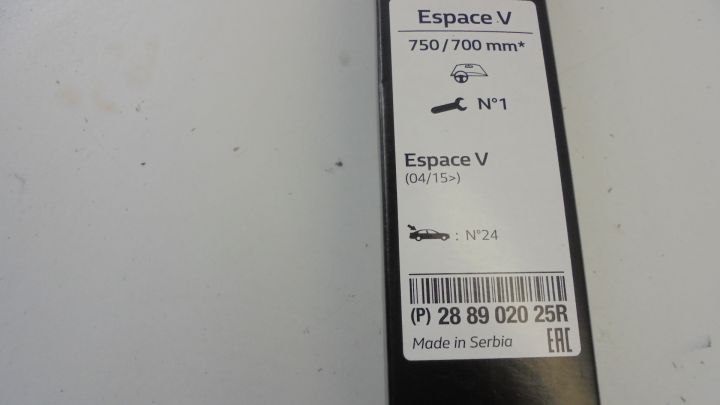 Espace V
750/700 mm*
N°1
Espace V
(04/15>)
: N°24
(P) 28 89 020 25R
Made in Serbia EAC